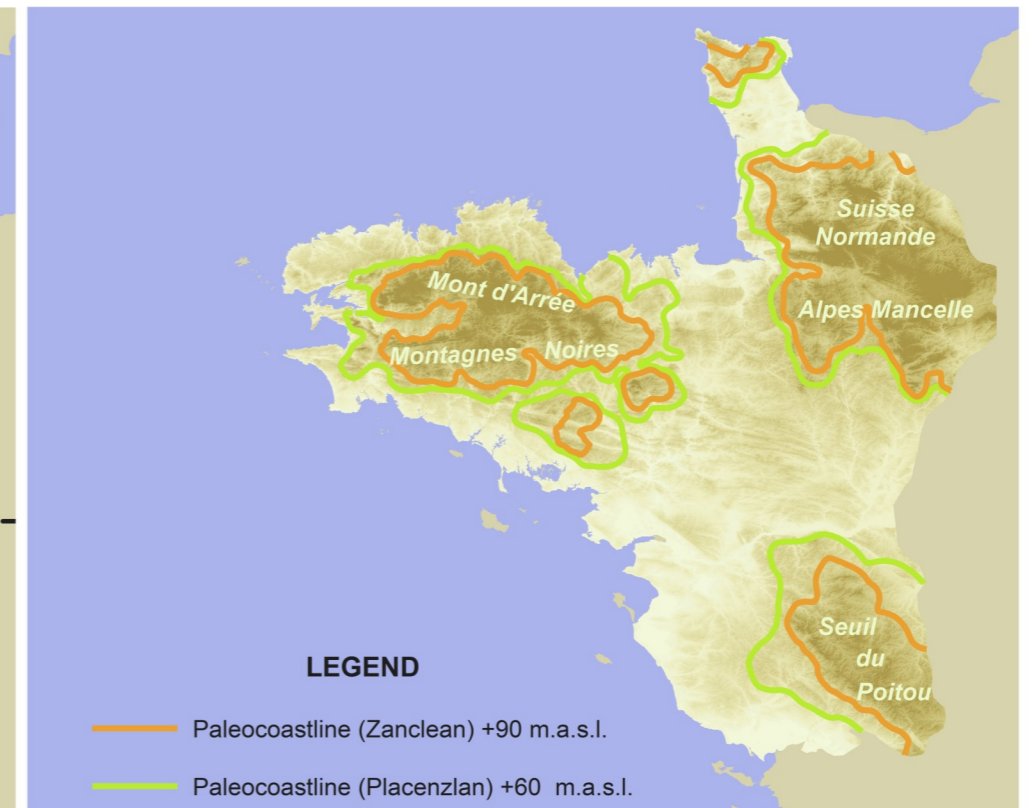 Suisse
Normande
Mont d'Arrée
Alpes Mancelle
Montagnes Noires
Seuil
du
Poitou
LEGEND
Paleocoastline (Zanclean) +90 m.a.s.l.
Paleocoastline (Placenzlan) +60 m.a.s.l.